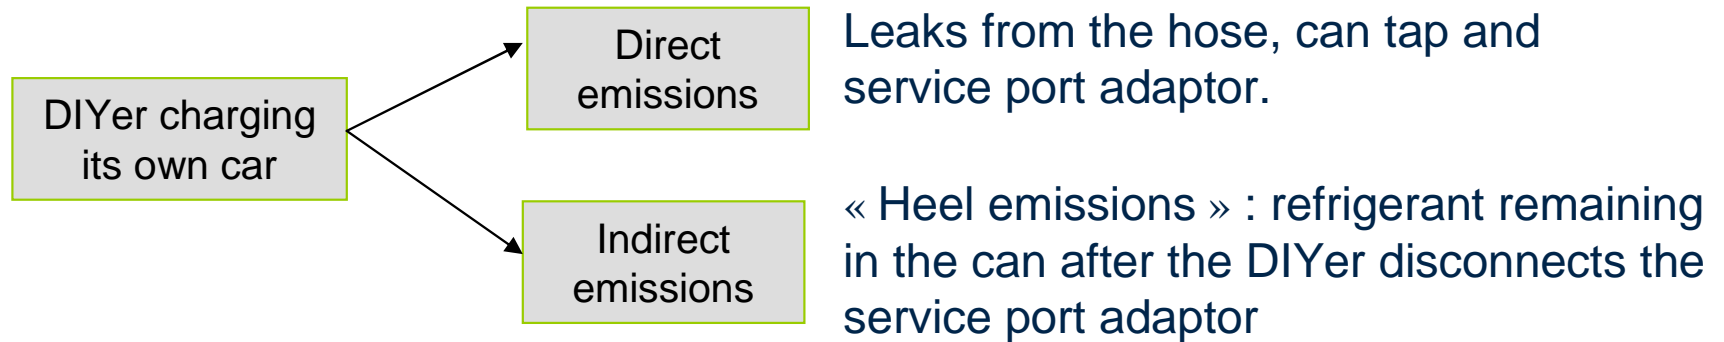 DIYer charging
its own car
Direct
emissions
Leaks from the hose, can tap and
service port adaptor.
Indirect
emissions
« Heel emissions » : refrigerant remaining
in the can after the DIYer disconnects the
service port adaptor